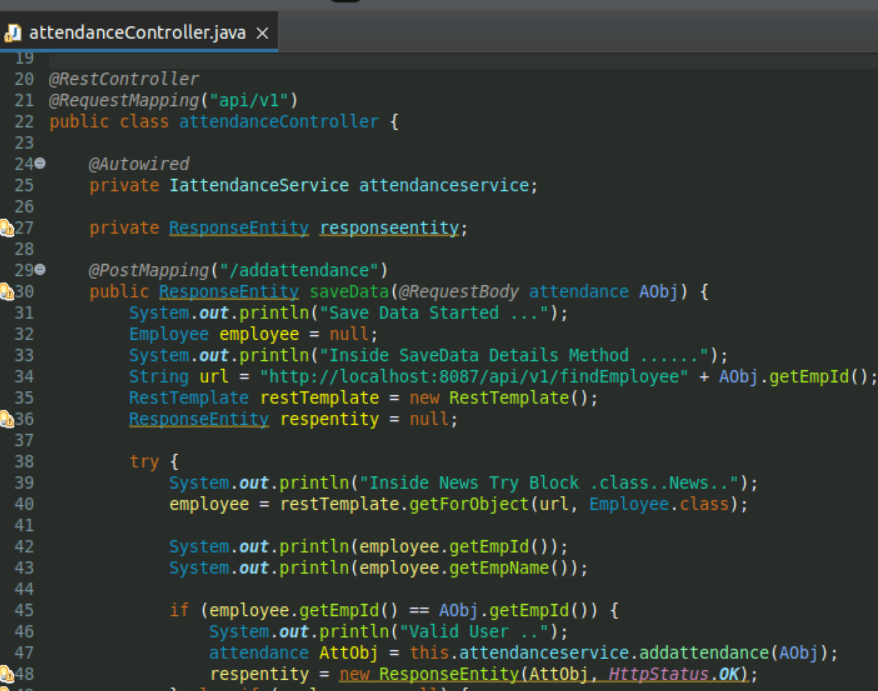 attendanceController.java
19
20 @RestController
21 @RequestMapping("api/v1")
22 public class attendanceController {
23
24 @Autowired
25 private IattendanceService attendanceservice;
26
27 private ResponseEntity responseentity;
28
29 @PostMapping("/addattendance")
30 public ResponseEntity saveData(@RequestBody attendance AObj) {
31 System.out.println("Save Data Started ...");
32 Employee employee = null;
33 System.out.println("Inside SaveData Details Method ......");
34 String url = "http://localhost:8087/api/v1/findEmployee" + AObj.getEmpId();
35 RestTemplate restTemplate = new RestTemplate();
36 ResponseEntity respentity = null;
37
38 try {
39 System.out.println("Inside News Try Block .class..News..");
40 employee = restTemplate.getForObject(url, Employee.class);
41
42 System.out.println(employee.getEmpId());
43 System.out.println(employee.getEmpName());
44
45 if (employee.getEmpId() == AObj.getEmpId()) {
46 System.out.println("Valid User ..");
47 attendance AttObj = this.attendanceservice.addattendance(AObj);
48 respentity = new ResponseEntity(AttObj, HttpStatus.OK);